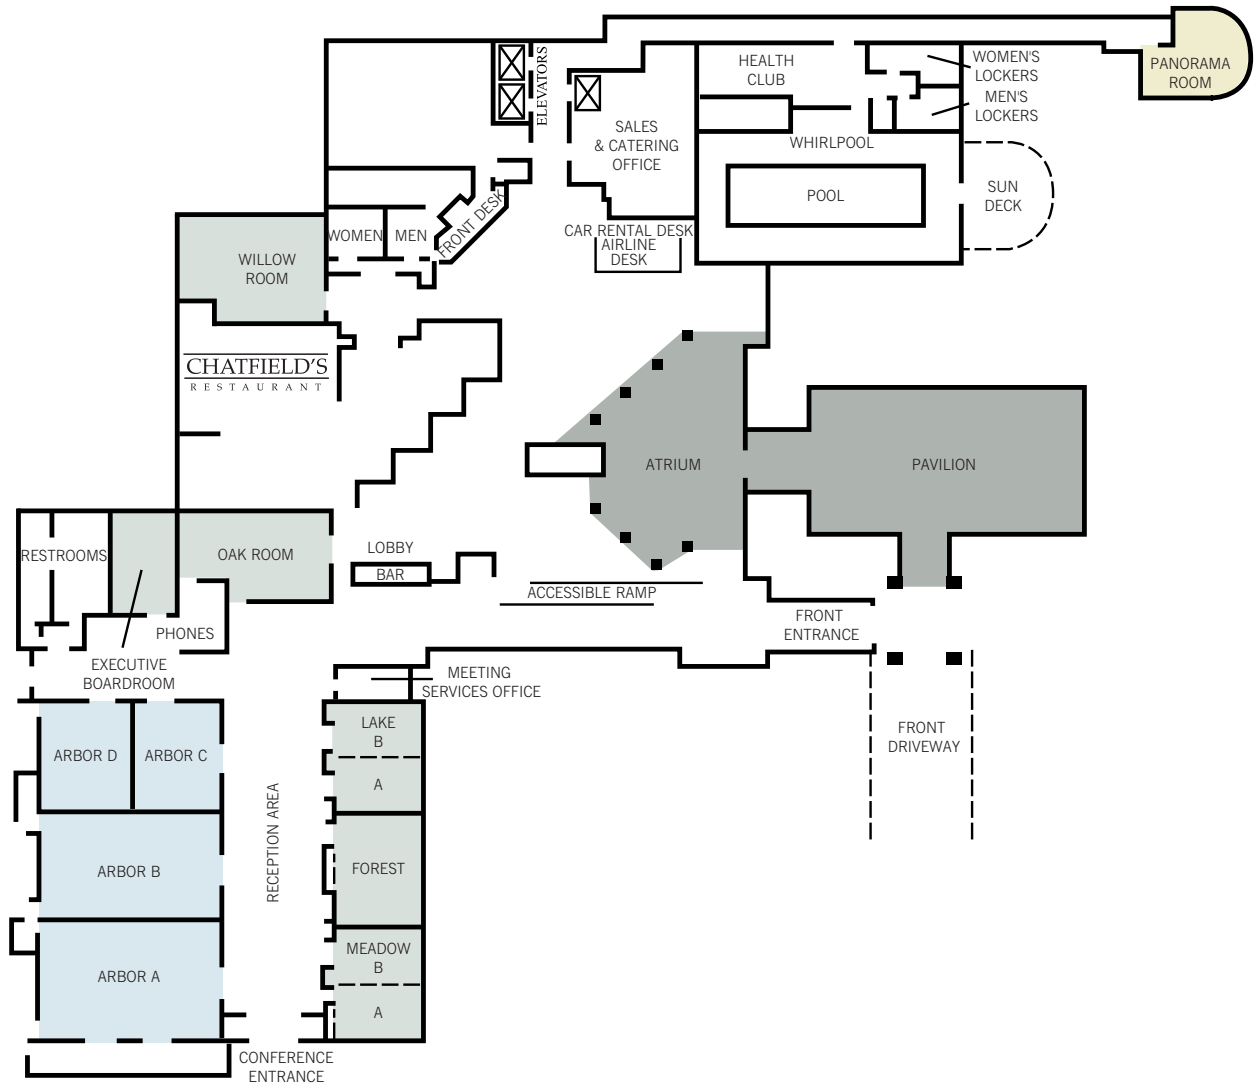 ELEVATORS
HEALTH
CLUB
WOMEN'S
LOCKERS
MEN'S
LOCKERS
PANORAMA
ROOM
SALES
& CATERING
OFFICE
WHIRLPOOL
POOL
SUN
DECK
WOMEN
MEN
FRONT DESK
CAR RENTAL DESK
AIRLINE
DESK
WILLOW
ROOM
CHATFIELD'S
RESTAURANT
ATRIUM
PAVILION
RESTROOMS
OAK ROOM
LOBBY
BAR
ACCESSIBLE RAMP
PHONES
FRONT
ENTRANCE
EXECUTIVE
BOARDROOM
MEETING
SERVICES OFFICE
FRONT
DRIVEWAY
ARBOR D
ARBOR C
LAKE
B
A
RECEPTION AREA
ARBOR B
FOREST
ARBOR A
MEADOW
B
A
CONFERENCE
ENTRANCE